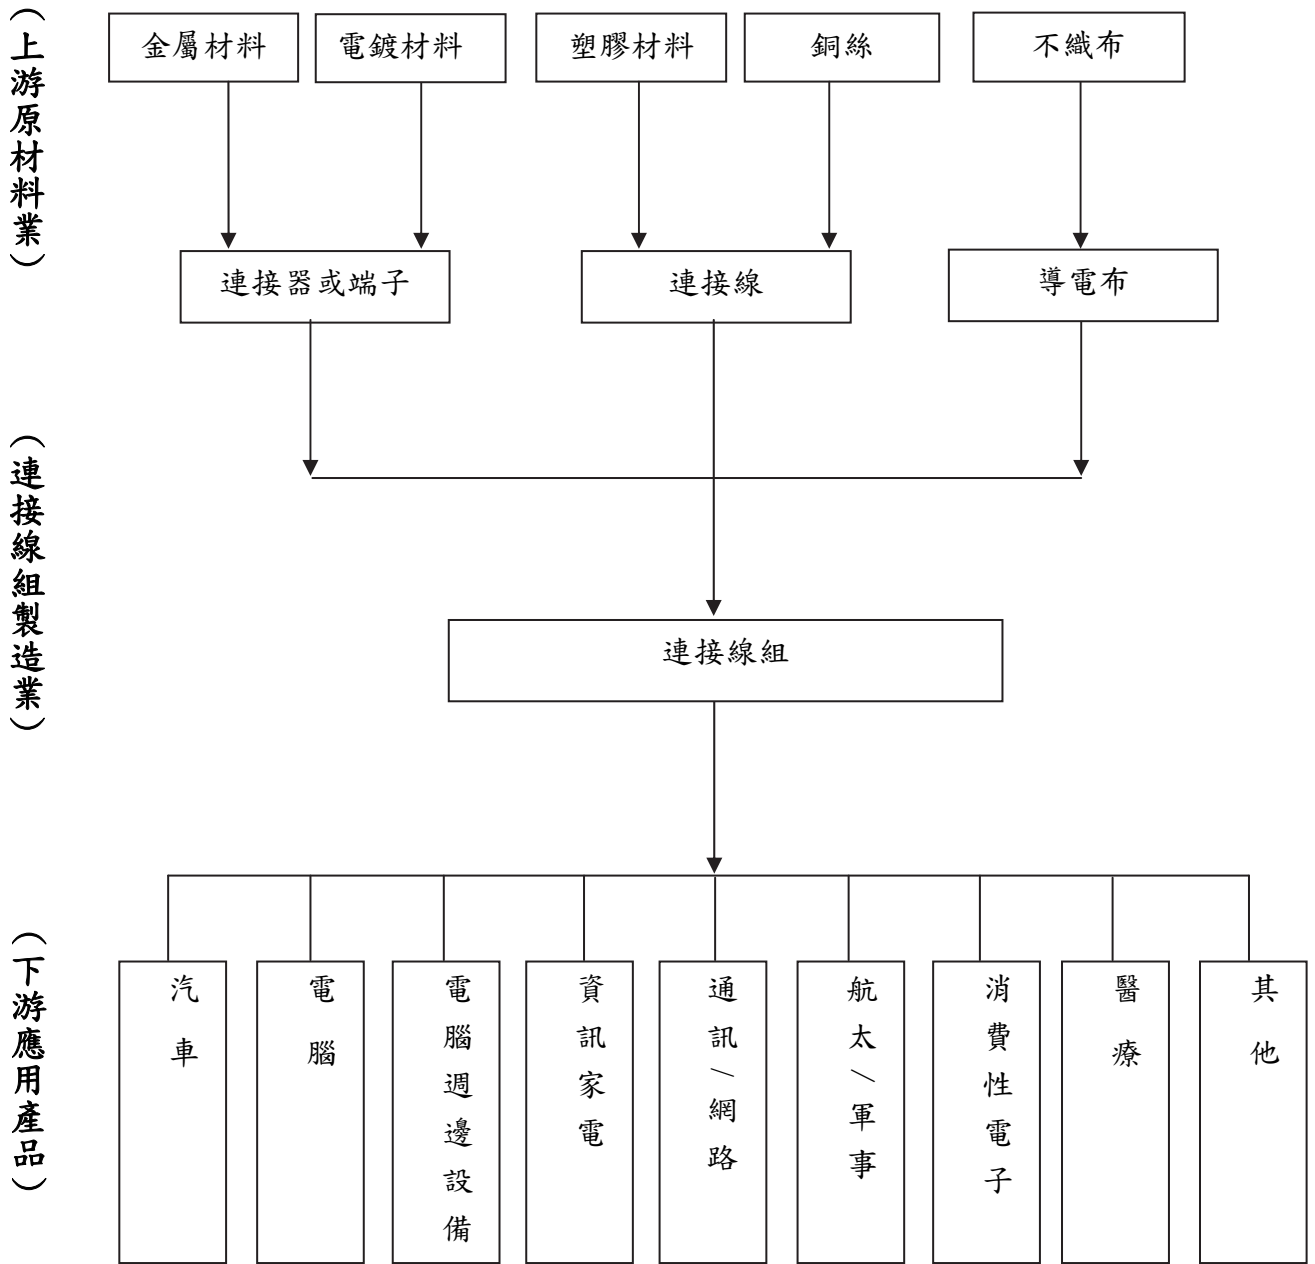 （上游原材料業）
金屬材料
電鍍材料
塑膠材料
銅絲
不織布
連接器或端子
連接線
導電布
（連接線組製造業）
連接線組
（下游應用產品）
汽車
電腦
電腦週邊設備
資訊家電
通訊/網路
航太/軍事
消費性電子
醫療
其他